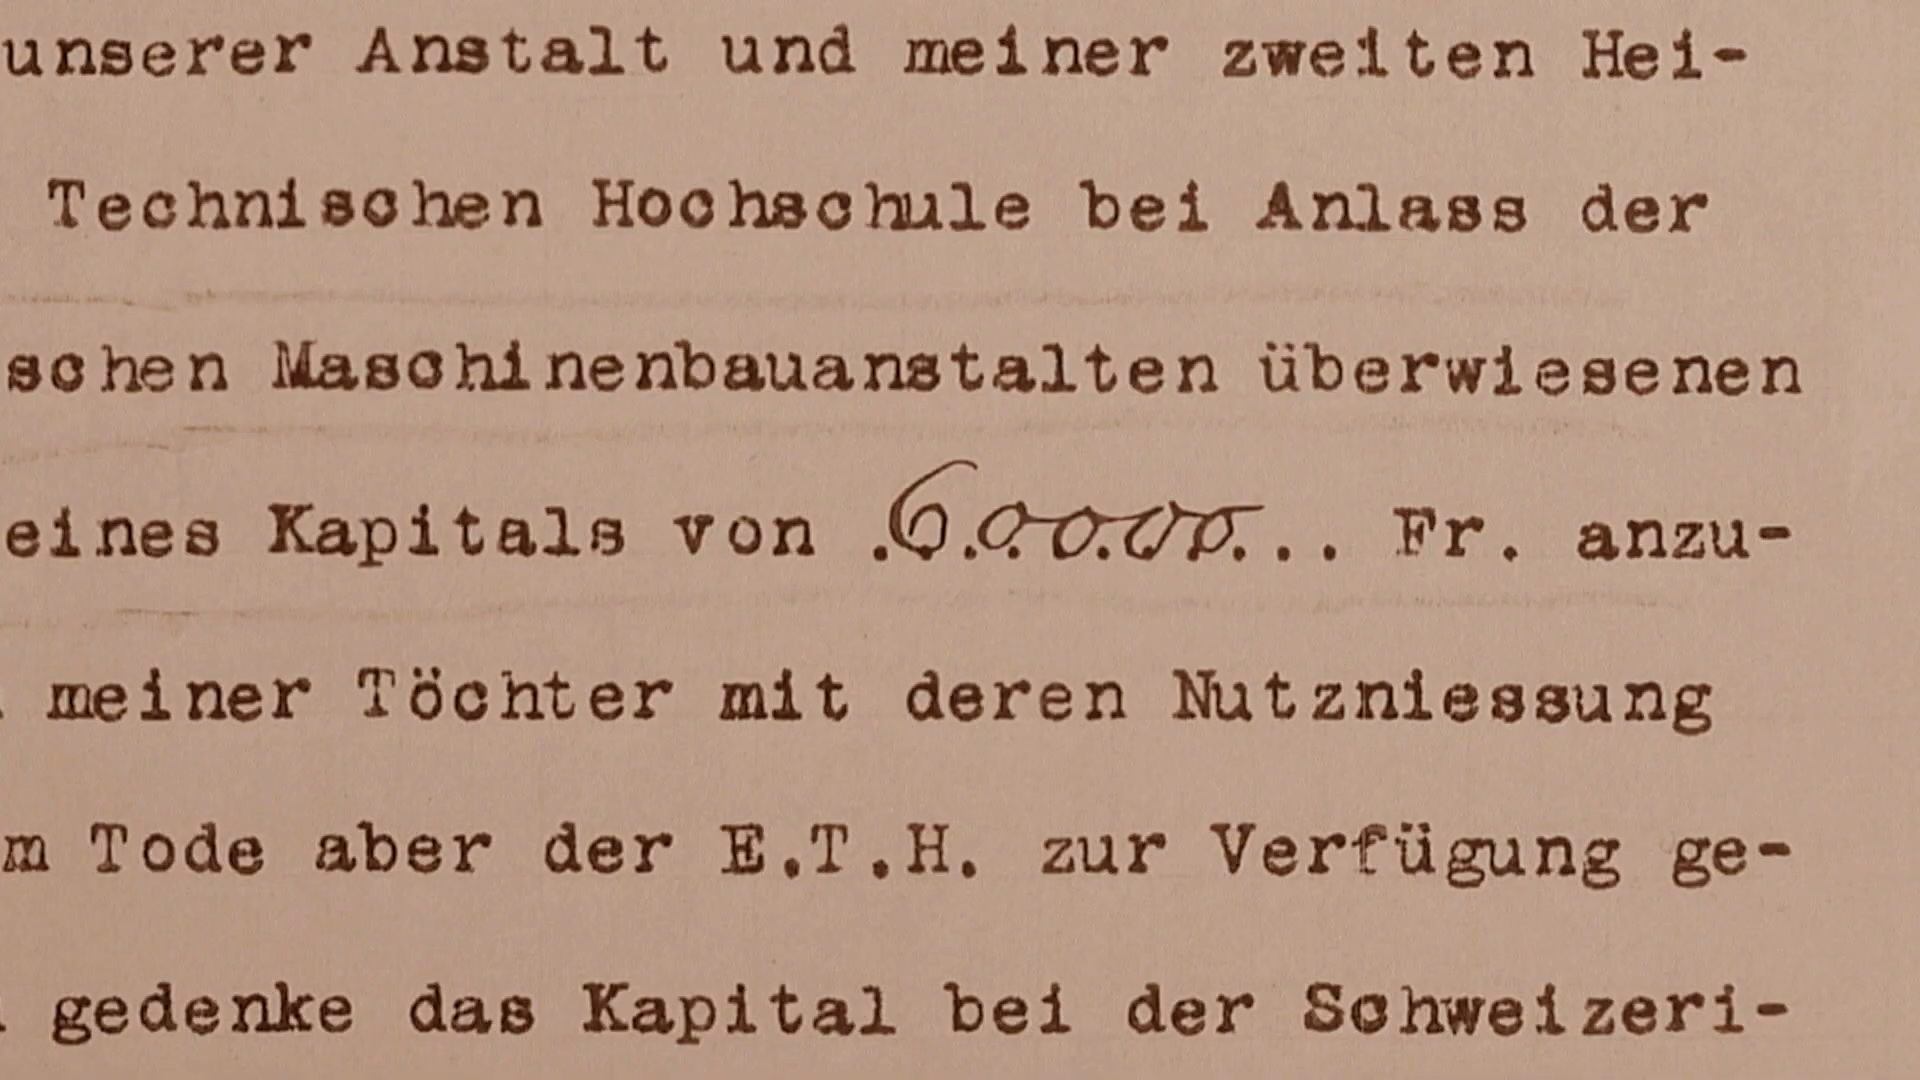 unserer Anstalt und meiner zweiten Hei-
Technischen Hochschule bei Anlass der
schen Maschinenbauanstalten überwiesenen
eines Kapitals von .60000... Fr. anzu-
meiner Töchter mit deren Nutzniessung
m Tode aber der E.T.H. zur Verfügung ge-
gedenke das Kapital bei der Schweizeri-